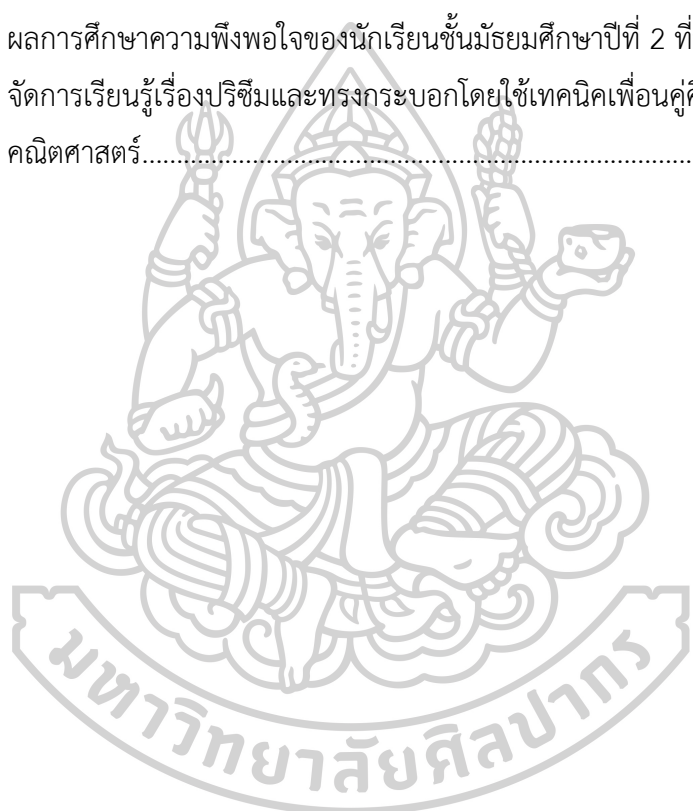 ผลการศึกษาความพึงพอใจของนักเรียนชั้นมัธยมศึกษาปีที่ 2 ที่
จัดการเรียนรู้เรื่องปริซึมและทรงกระบอกโดยใช้เทคนิคเพื่อนคู่
คณิตศาสตร์................................................................................
มหาวิทยาลัยศิลปากร